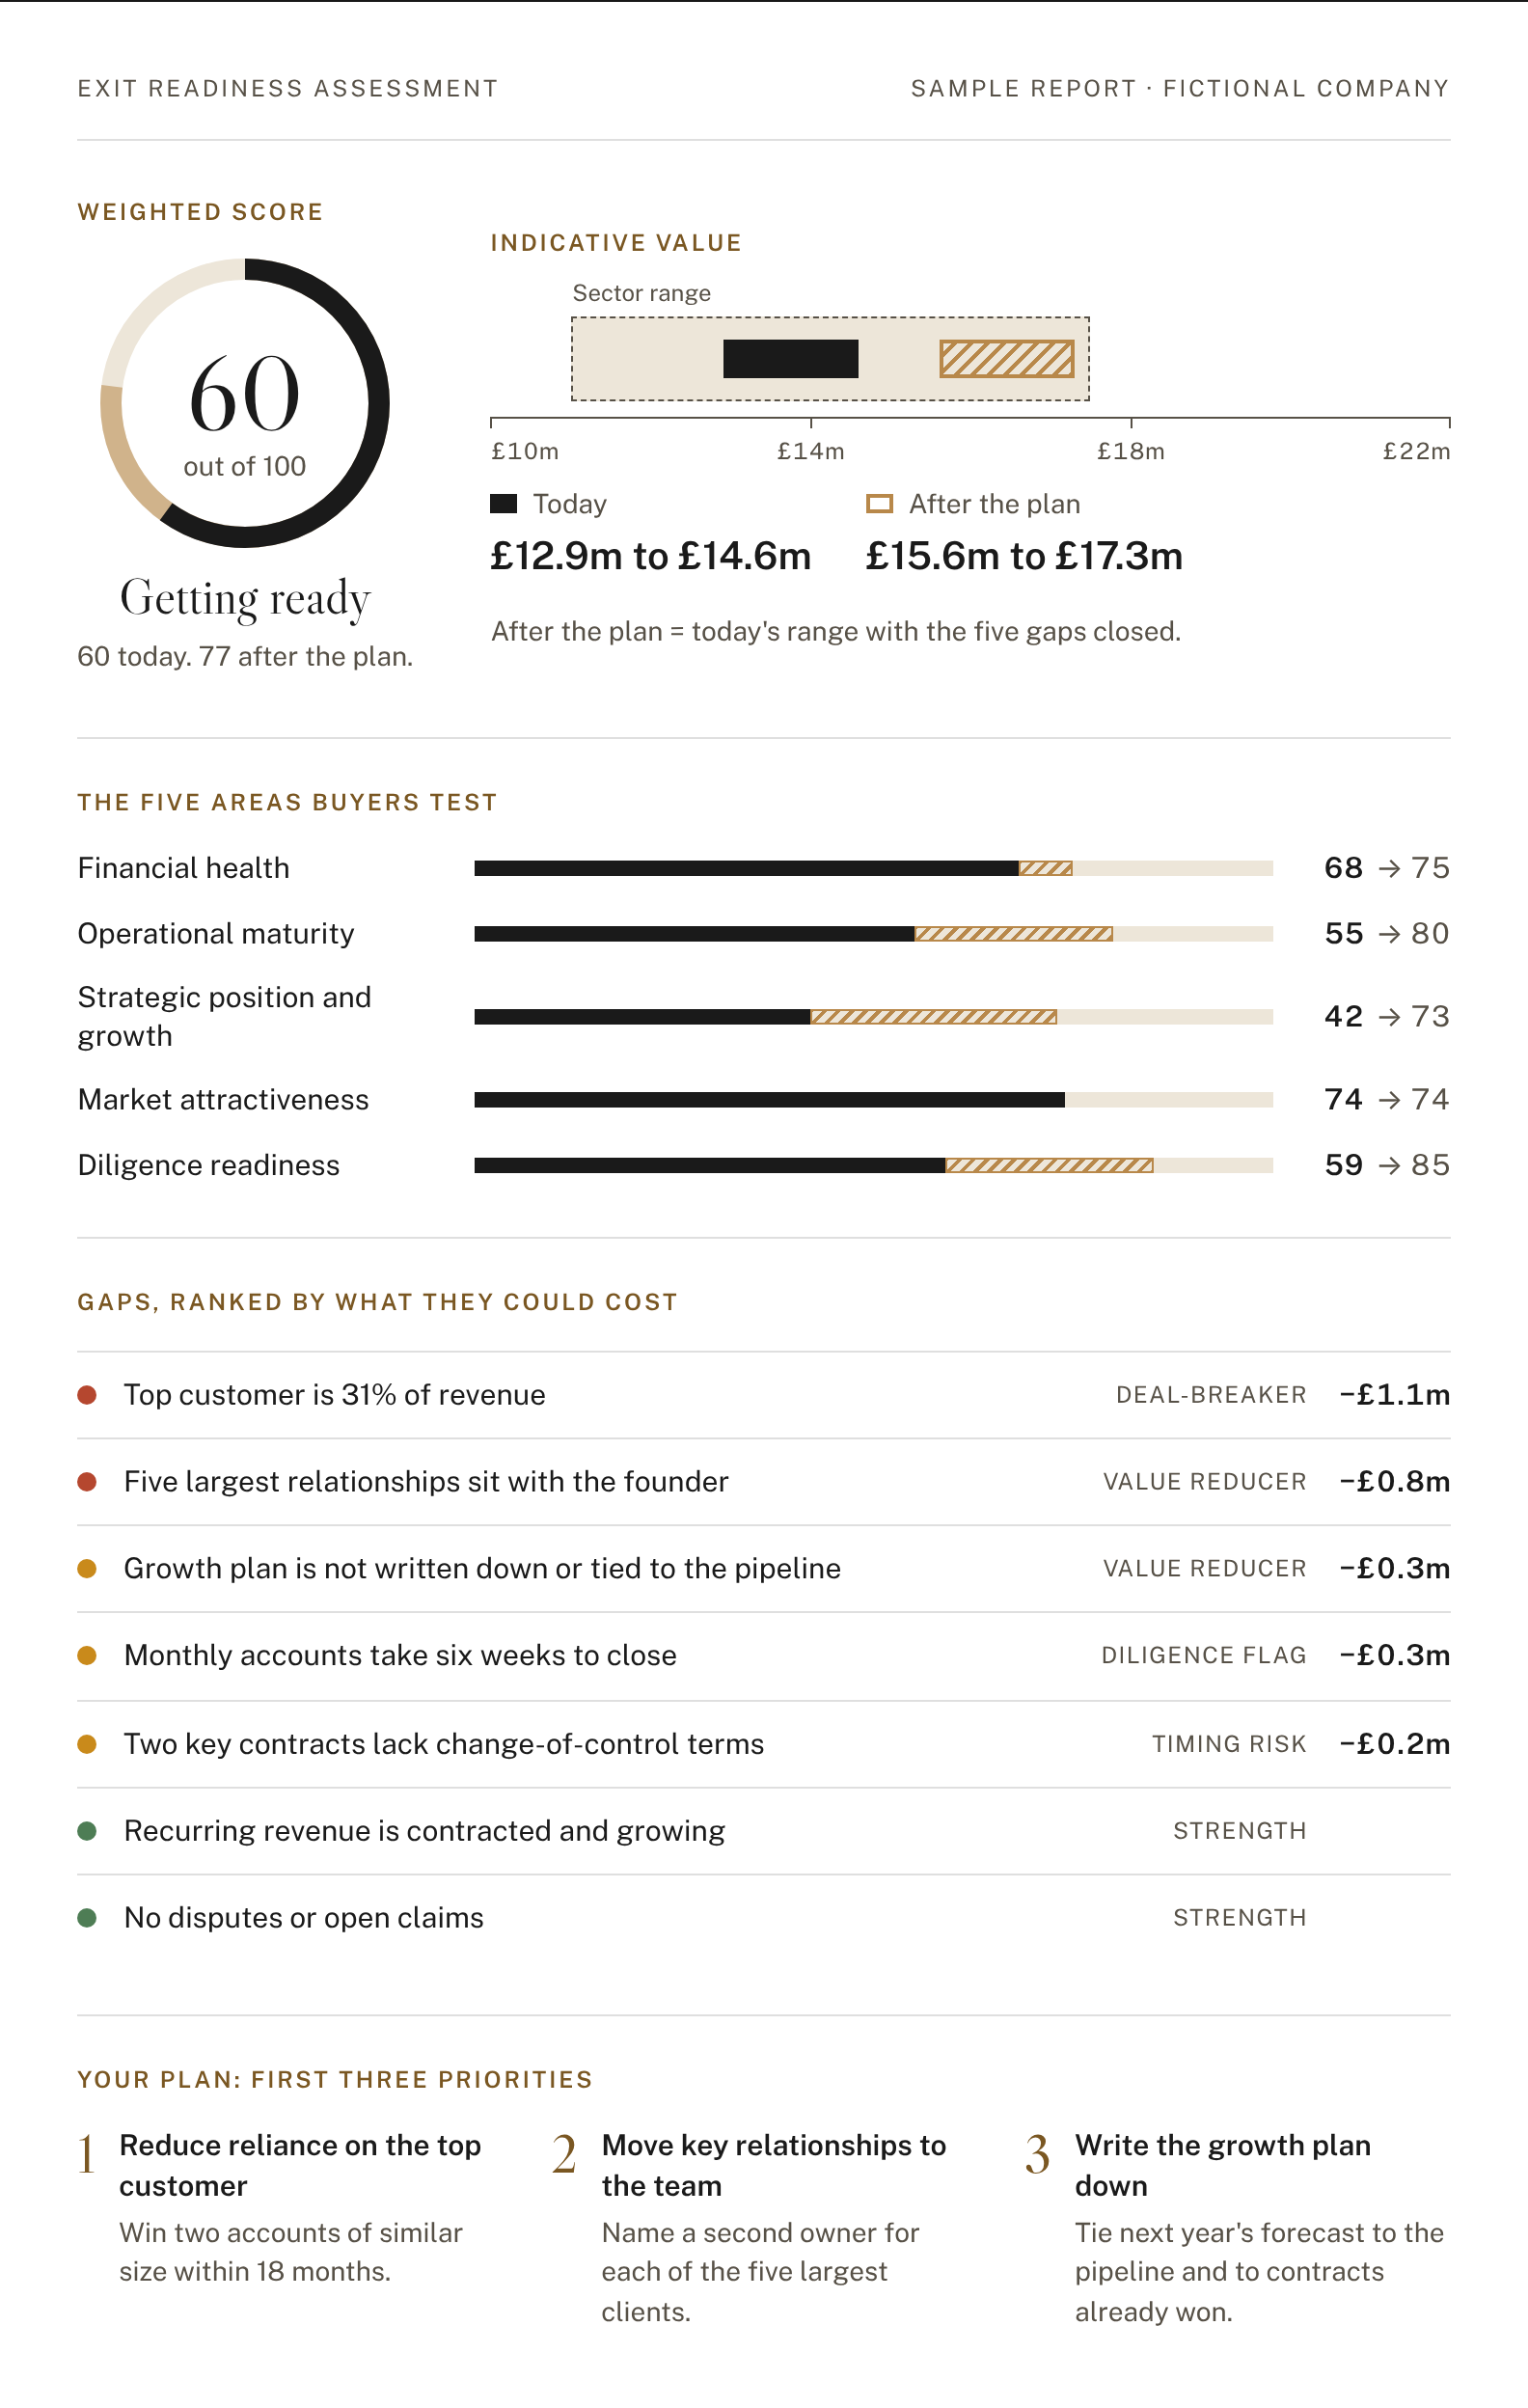 EXIT READINESS ASSESSMENT
SAMPLE REPORT · FICTIONAL COMPANY
WEIGHTED SCORE
60
out of 100
Getting ready
60 today. 77 after the plan.
INDICATIVE VALUE
Sector range
£10m £14m £18m £22m
Today
£12.9m to £14.6m
After the plan
£15.6m to £17.3m
After the plan = today's range with the five gaps closed.
THE FIVE AREAS BUYERS TEST
Financial health 68 → 75
Operational maturity 55 → 80
Strategic position and
growth 42 → 73
Market attractiveness 74 → 74
Diligence readiness 59 → 85
GAPS, RANKED BY WHAT THEY COULD COST
Top customer is 31% of revenue DEAL-BREAKER −£1.1m
Five largest relationships sit with the founder VALUE REDUCER −£0.8m
Growth plan is not written down or tied to the pipeline VALUE REDUCER −£0.3m
Monthly accounts take six weeks to close DILIGENCE FLAG −£0.3m
Two key contracts lack change-of-control terms TIMING RISK −£0.2m
Recurring revenue is contracted and growing STRENGTH
No disputes or open claims STRENGTH
YOUR PLAN: FIRST THREE PRIORITIES
1 Reduce reliance on the top
customer
Win two accounts of similar
size within 18 months.
2 Move key relationships to
the team
Name a second owner for
each of the five largest
clients.
3 Write the growth plan
down
Tie next year's forecast to the
pipeline and to contracts
already won.